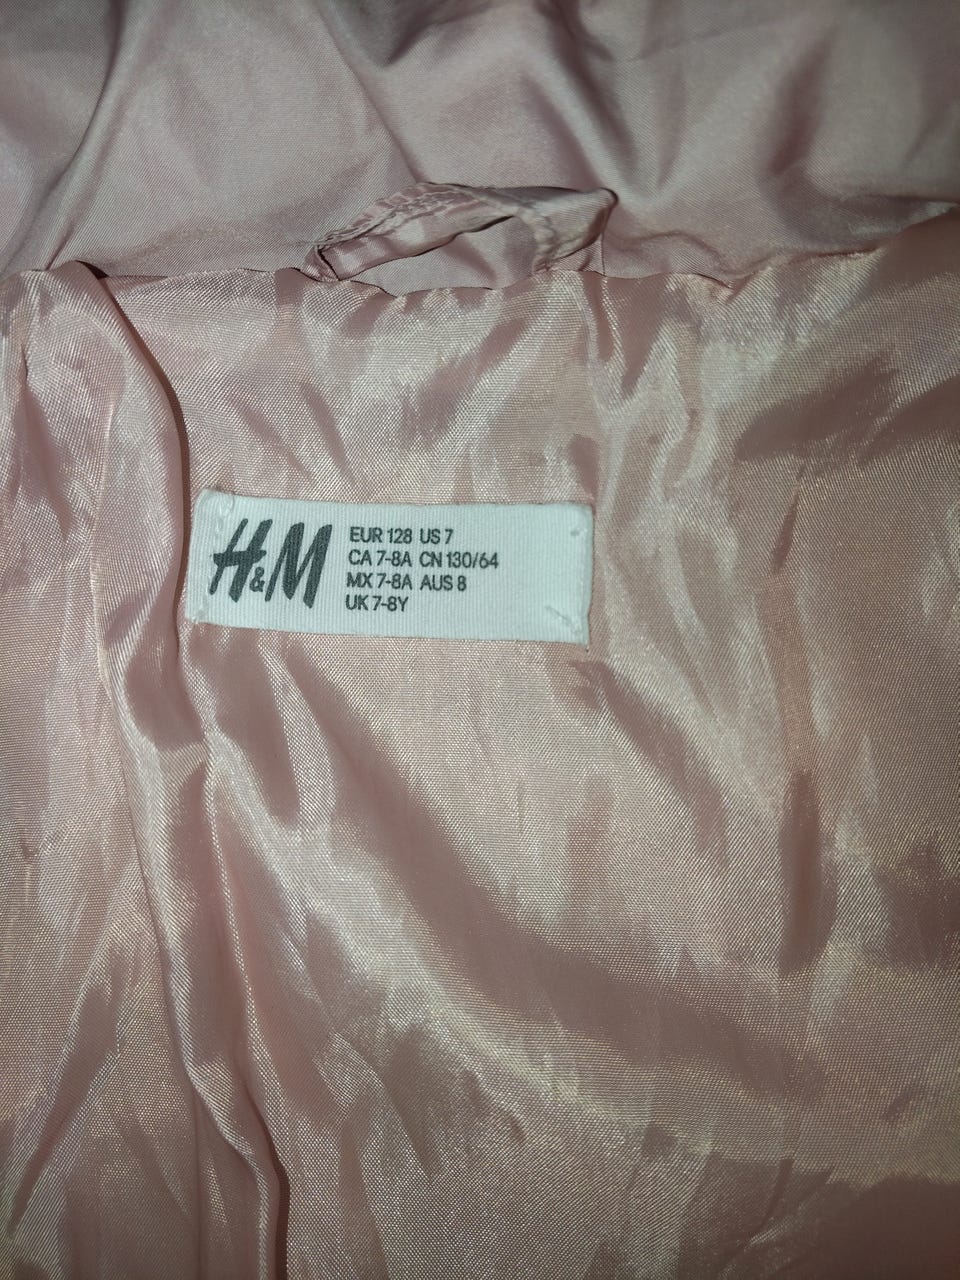 H&M
EUR 128 US 7
CA 7-8A CN 130/64
MX 7-8A AUS 8
UK 7-8Y